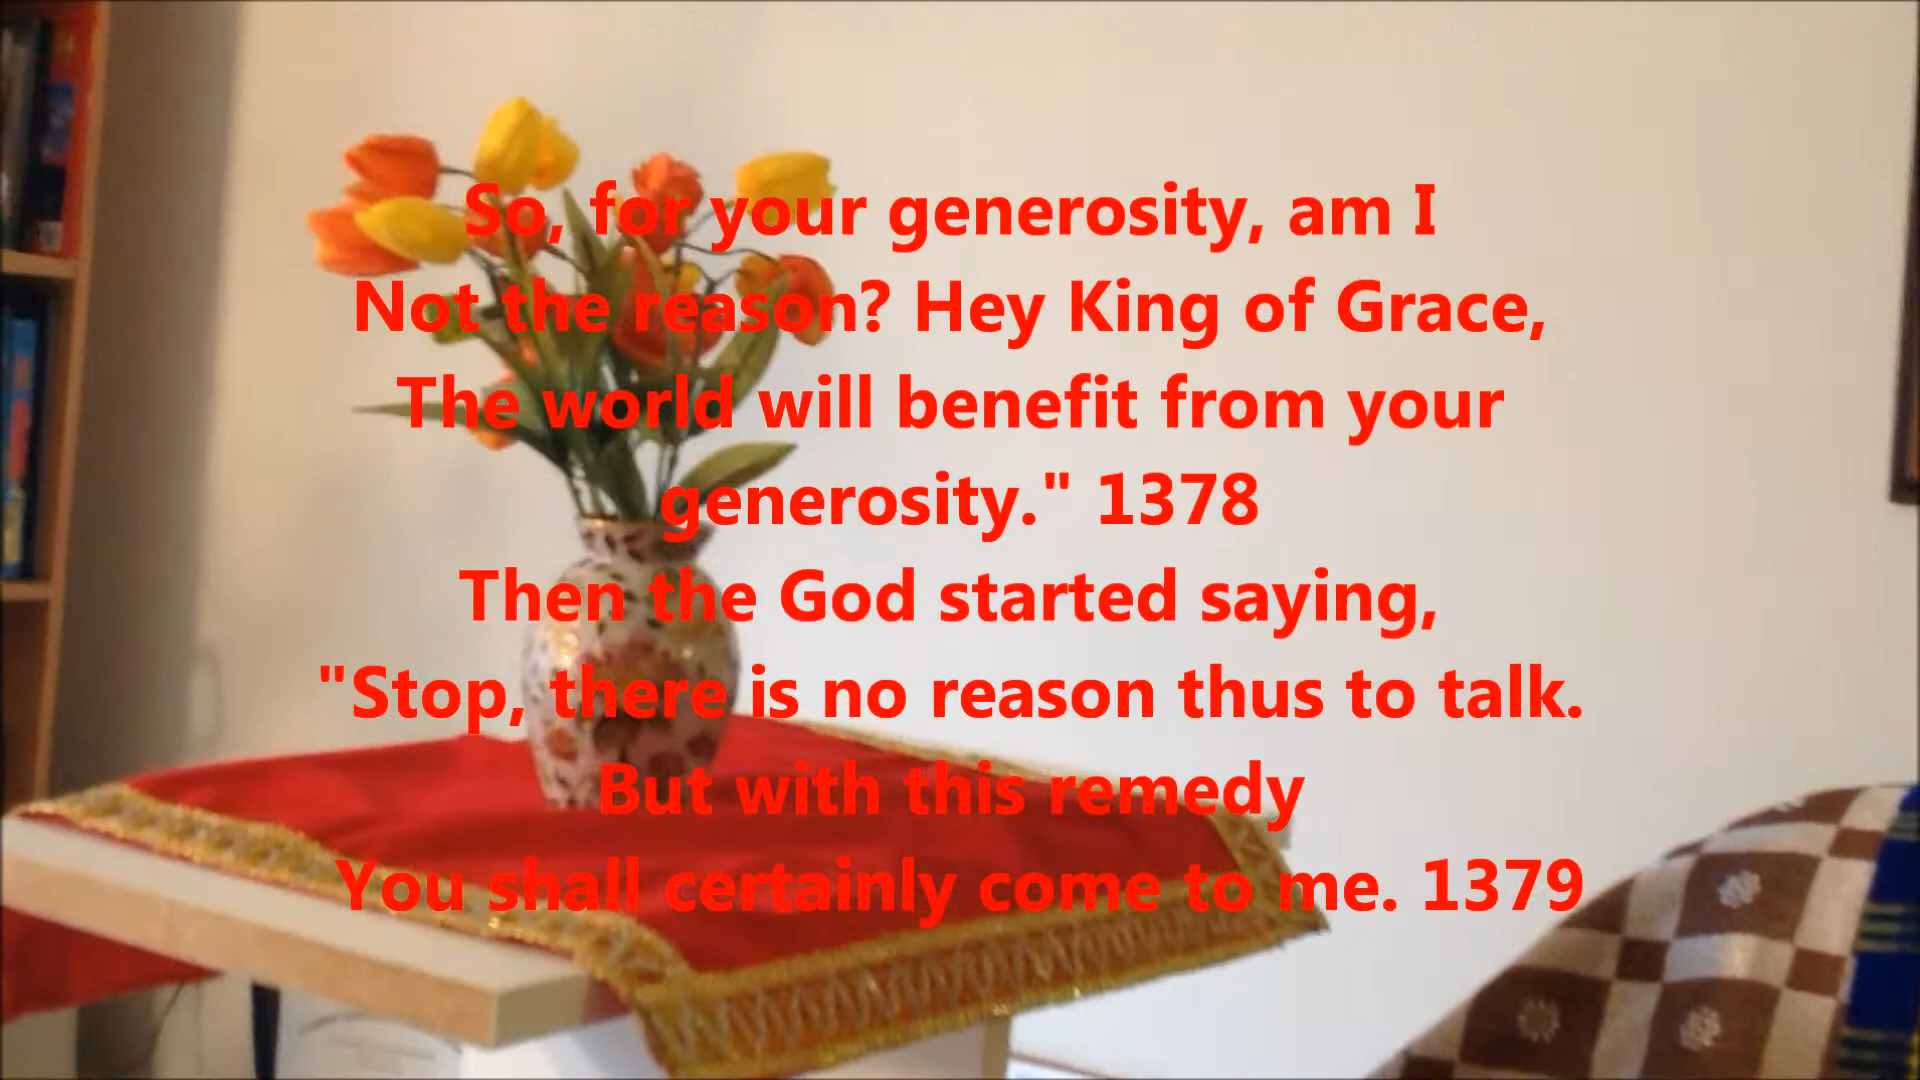 So, for your generosity, am I
Not the reason? Hey King of Grace,
The world will benefit from your
generosity." 1378
Then the God started saying,
"Stop, there is no reason thus to talk.
But with this remedy
You shall certainly come to me. 1379